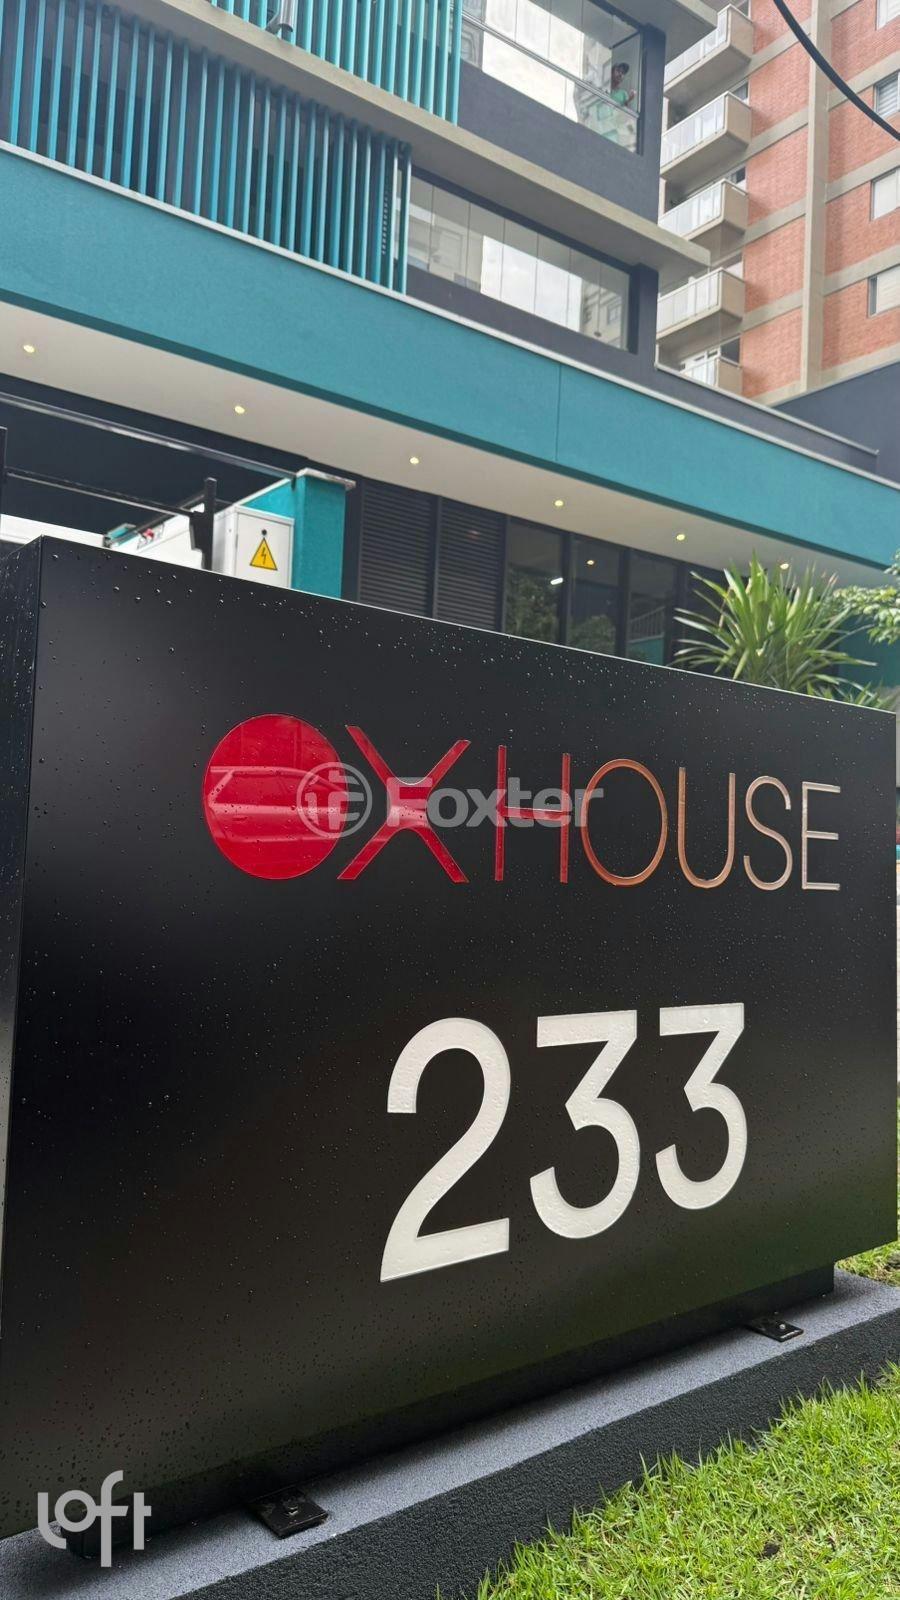 OXHOUSE
Foxter
233
loft